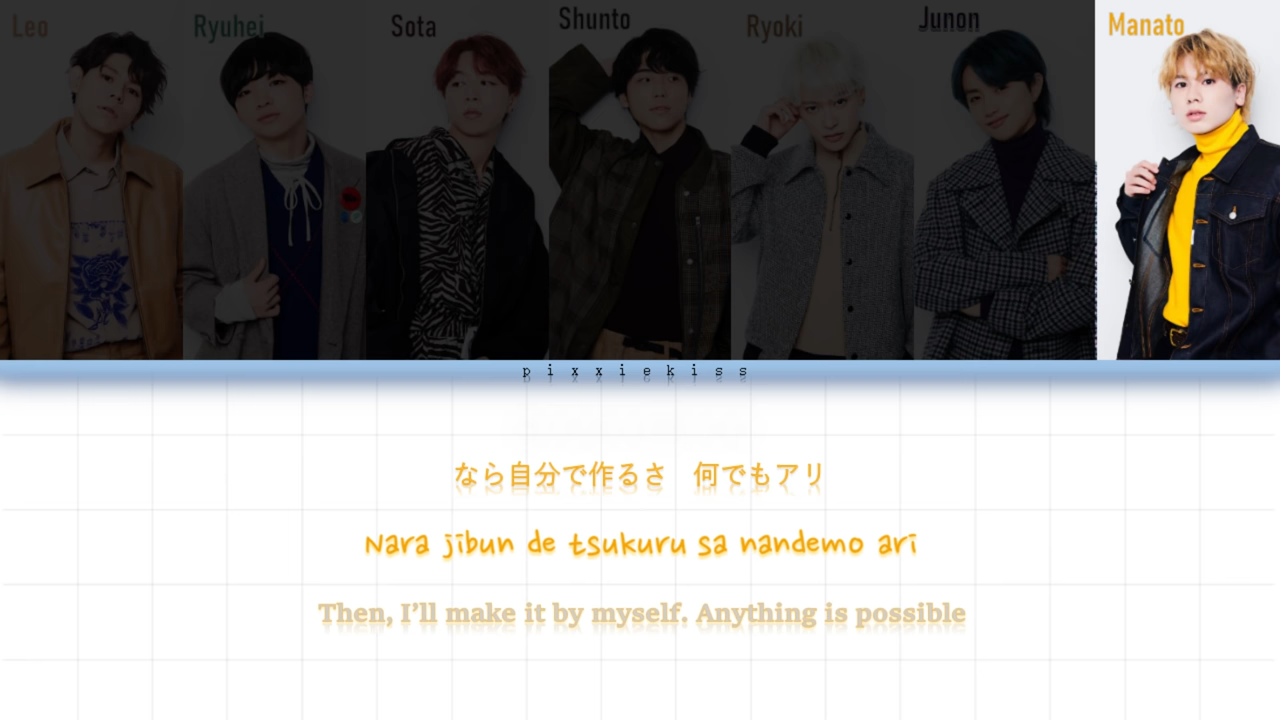 Leo
Ryuhei
Sota
Shunto
Ryoki
Junon
Manato
pixxiekiss
なら自分で作るさ 何でもアリ
Nara jibun de tsukuru sa nandemo ari
Then, I'll make it by myself. Anything is possible